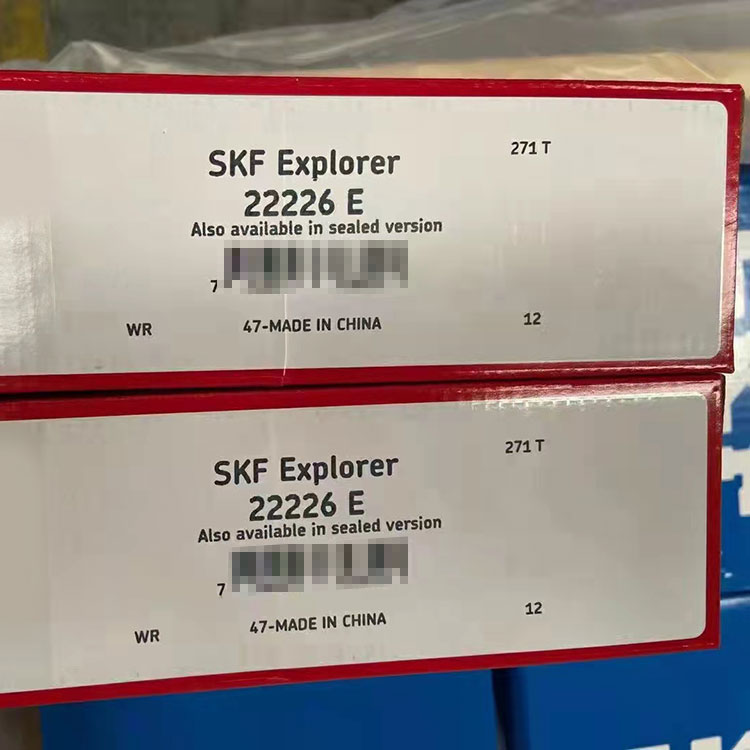 271 T
SKF Explorer
22226 E
Also available in sealed version
7
WR 47-MADE IN CHINA 12
271 T
SKF Explorer
22226 E
Also available in sealed version
7
WR 47-MADE IN CHINA 12